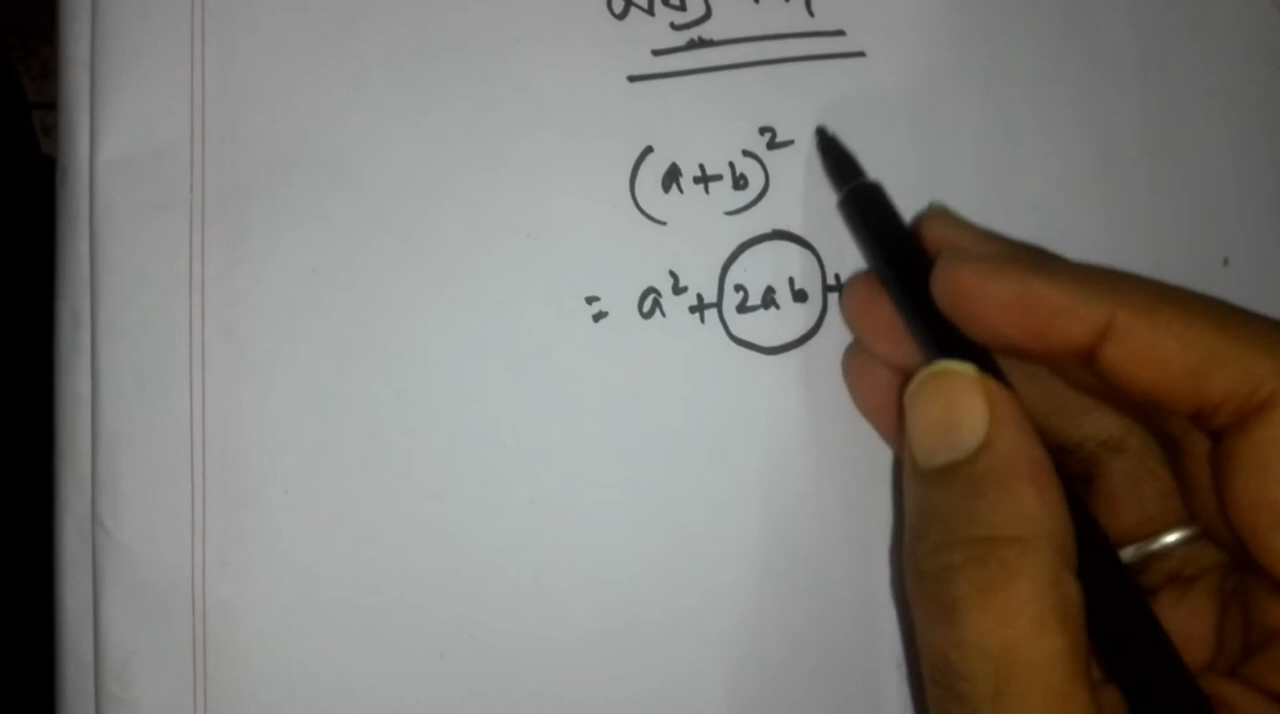 (a+b)²
= a² + 2ab +